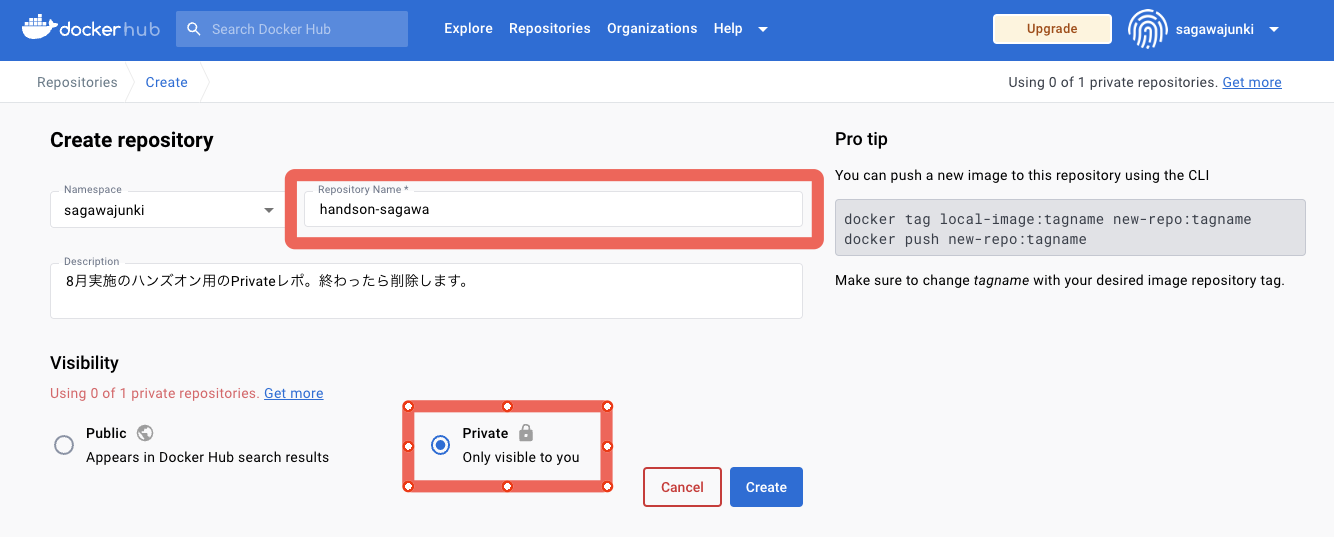 dockerhub
Search Docker Hub
Explore Repositories Organizations Help
Upgrade
sagawajunki
Repositories Create
Using 0 of 1 private repositories. Get more
Create repository
Namespace
sagawajunki
Repository Name *
handson-sagawa
Description
8月実施のハンズオン用のPrivateレポ。終わったら削除します。
Visibility
Using 0 of 1 private repositories. Get more
Public
Appears in Docker Hub search results
Private
Only visible to you
Cancel
Create
Pro tip
You can push a new image to this repository using the CLI
docker tag local-image:tagname new-repo:tagname
docker push new-repo:tagname
Make sure to change tagname with your desired image repository tag.